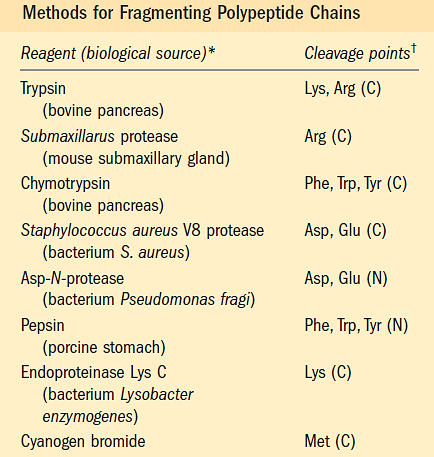 Methods for Fragmenting Polypeptide Chains
Reagent (biological source)* Cleavage points†
Trypsin Lys, Arg (C)
(bovine pancreas)
Submaxillarus protease Arg (C)
(mouse submaxillary gland)
Chymotrypsin Phe, Trp, Tyr (C)
(bovine pancreas)
Staphylococcus aureus V8 protease Asp, Glu (C)
(bacterium S. aureus)
Asp-N-protease Asp, Glu (N)
(bacterium Pseudomonas fragi)
Pepsin Phe, Trp, Tyr (N)
(porcine stomach)
Endoproteinase Lys C Lys (C)
(bacterium Lysobacter
enzymogenes)
Cyanogen bromide Met (C)